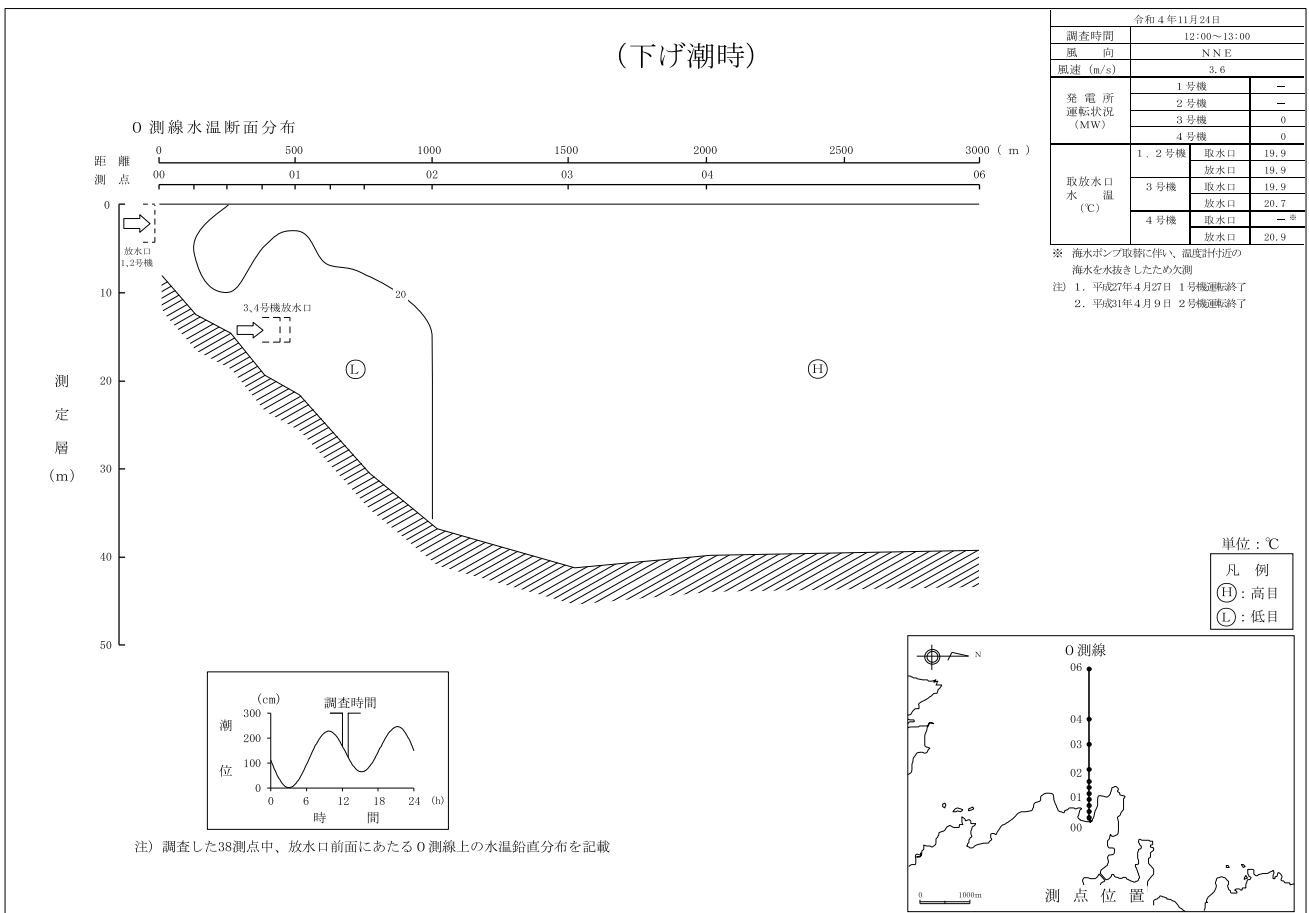 (下げ潮時)
令和４年11月24日
調査時間 12:00～13:00
風　向 NNE
風速 (m/s) 3.6
発電所運転状況(MW)
1号機 －
2号機 －
3号機 0
4号機 0
取放水口水温(℃)
1、2号機 取水口 19.9
放水口 19.9
3号機 取水口 19.9
放水口 20.7
4号機 取水口 －※
放水口 20.9
※ 海水ポンプ取替に伴い、温度計付近の
海水を水抜きしたため欠測
注) 1．平成27年４月27日 1号機運転終了
2．平成31年４月９日 2号機運転終了
0 測線水温断面分布
距離 0 500 1000 1500 2000 2500 3000 (m)
測点 00 01 02 03 04 06
0
放水口
1、2号機
10
3、4号機放水口
20
L
H
20
測定層(m)
30
40
50
単位：℃
凡 例
H：高目
L：低目
(cm)
調査時間
潮位
300
200
100
0
0 6 12 18 24 (h)
時 間
注) 調査した38測点中、放水口前面にあたる０測線上の水温鉛直分布を記載
N
0 測線
06
04
03
02
01
00
0 1000m
測 点 位 置